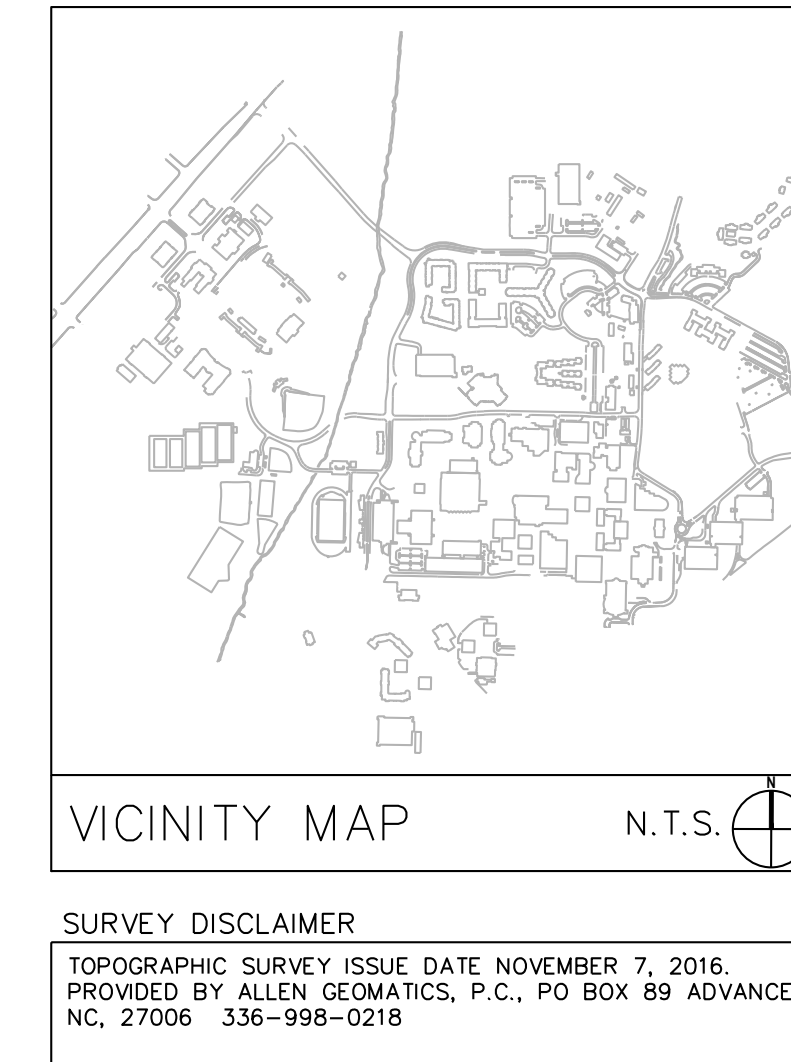 N
VICINITY MAP
N.T.S.
SURVEY DISCLAIMER
TOPOGRAPHIC SURVEY ISSUE DATE NOVEMBER 7, 2016.
PROVIDED BY ALLEN GEOMATICS, P.C., PO BOX 89 ADVANCE
NC, 27006 336-998-0218